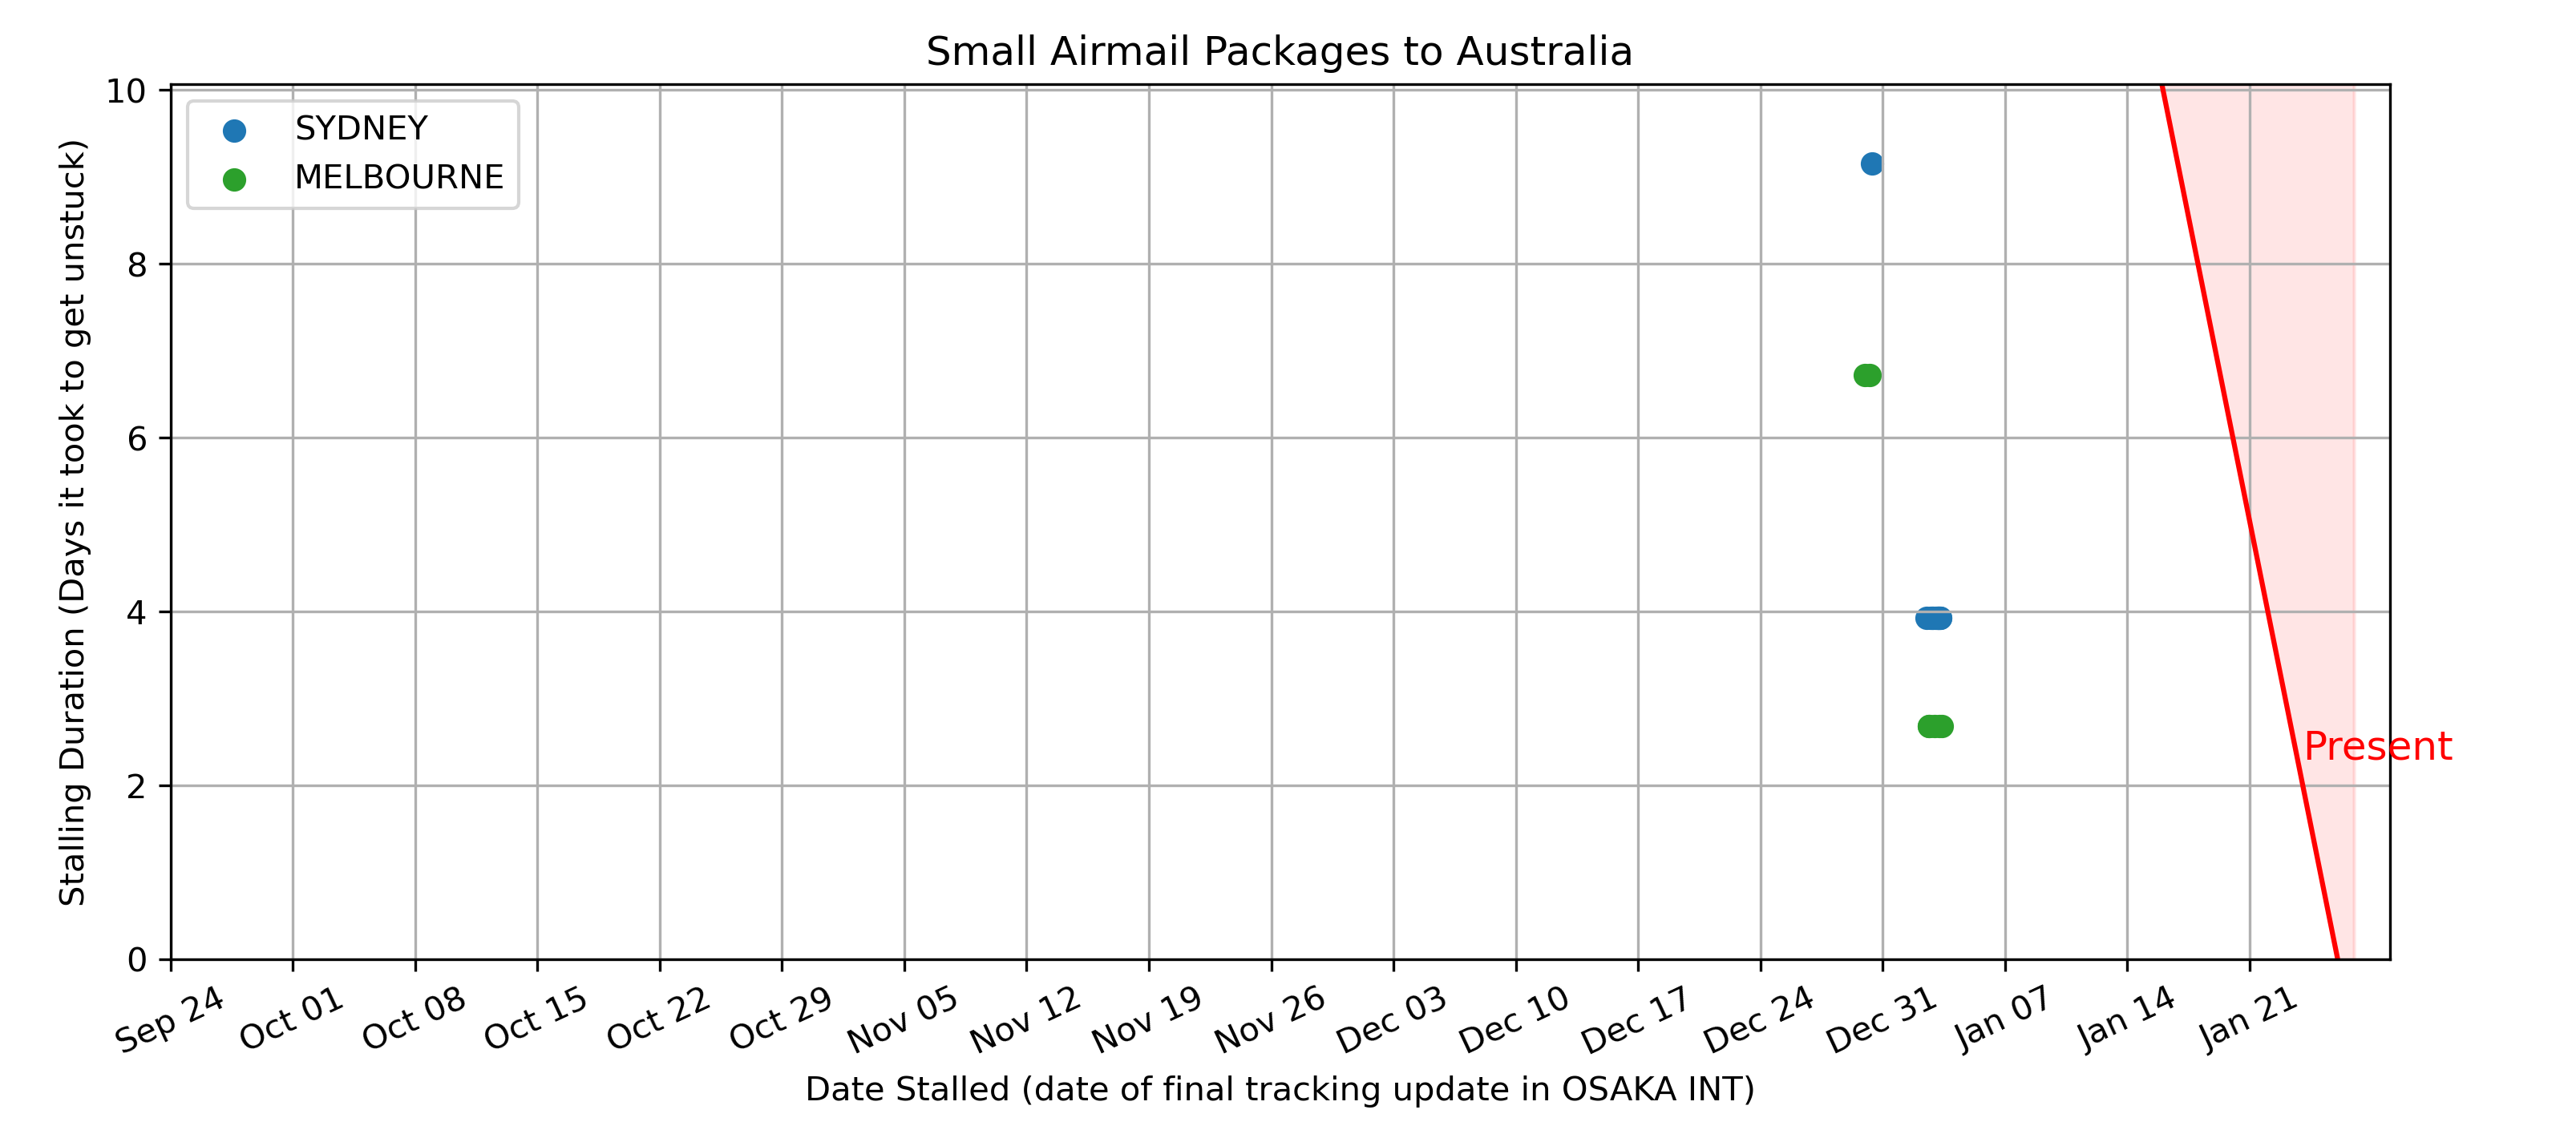 Small Airmail Packages to Australia
SYDNEY
MELBOURNE
Stalling Duration (Days it took to get unstuck)
10
8
6
4
2
0
Present
Sep 24
Oct 01
Oct 08
Oct 15
Oct 22
Oct 29
Nov 05
Nov 12
Nov 19
Nov 26
Dec 03
Dec 10
Dec 17
Dec 24
Dec 31
Jan 07
Jan 14
Jan 21
Date Stalled (date of final tracking update in OSAKA INT)